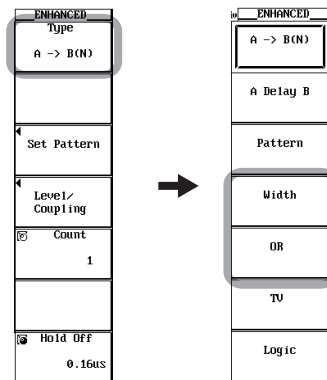 ENHANCED
Type
A -> B(N)
Set Pattern
Level/
Coupling
Count
1
Hold Off
0.16us
ENHANCED
A -> B(N)
A Delay B
Pattern
Width
OR
TV
Logic